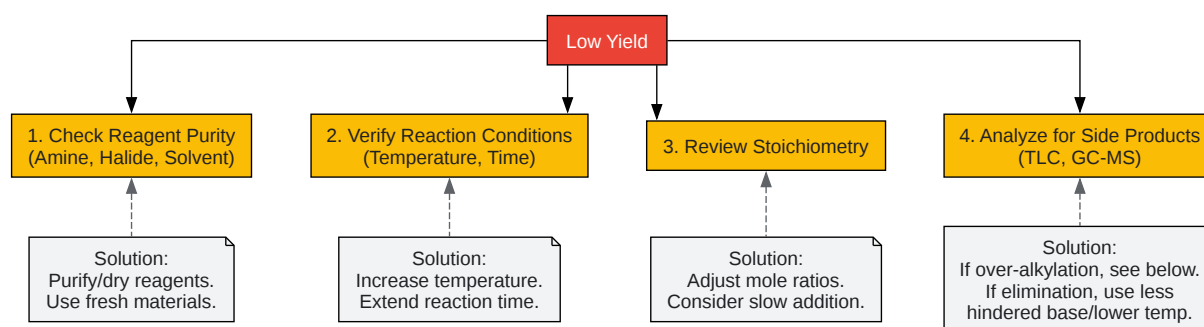 Low Yield
1. Check Reagent Purity
(Amine, Halide, Solvent)
2. Verify Reaction Conditions
(Temperature, Time)
3. Review Stoichiometry
4. Analyze for Side Products
(TLC, GC-MS)
Solution:
Purify/dry reagents.
Use fresh materials.
Solution:
Increase temperature.
Extend reaction time.
Solution:
Adjust mole ratios.
Consider slow addition.
Solution:
If over-alkylation, see below.
If elimination, use less
hindered base/lower temp.